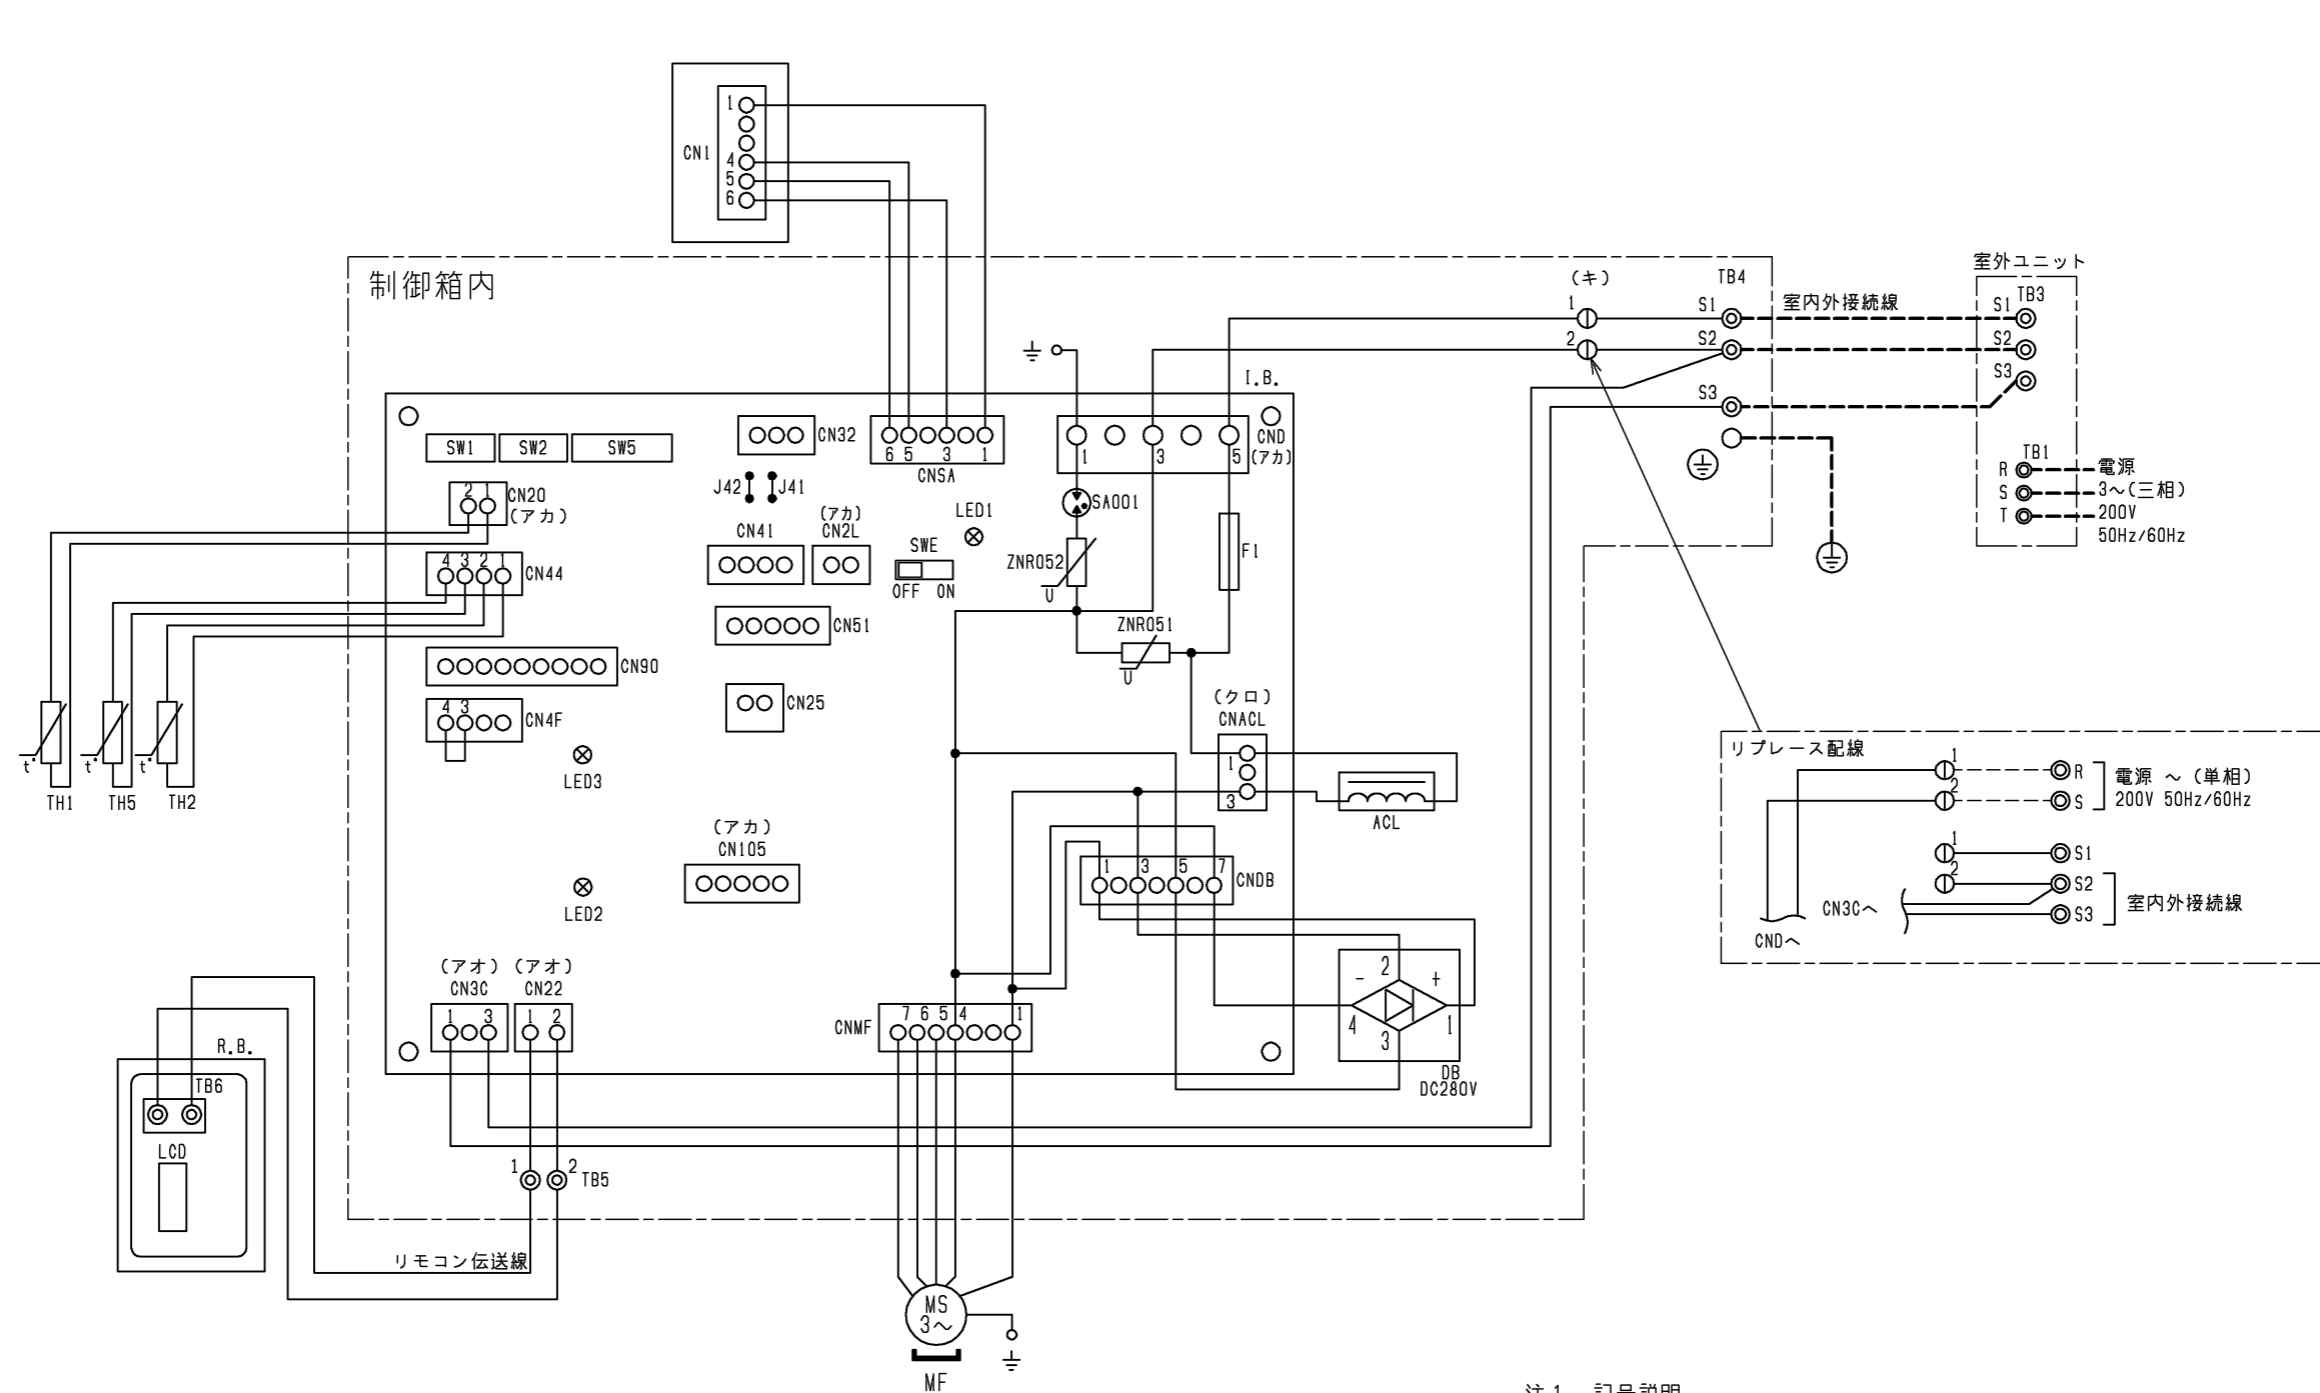 1
CN1
4
5
6
制御箱内
(キ)
TB4
室外ユニット
1
S1
室内外接続線
S1
TB3
2
S2
S2
S3
S3
I.B.
SW1 SW2 SW5
CN32
6 5 3 1
CNSA
1 3 5
CND
(アカ)
TB1
R
電源
S
3～(三相)
T
200V
50Hz/60Hz
2 1
CN20
(アカ)
J42 J41
LED1
SA001
CN41
(アカ)
CN2L
SWE
OFF ON
ZNR052
U
F1
4 3 2 1
CN44
CN51
ZNR051
U
CN90
CN25
4 3
CN4F
(クロ)
CNACL
1
3
LED3
t°
t°
t°
TH1 TH5 TH2
ACL
リプレース配線
1
R
電源 ～ (単相)
2
S
200V 50Hz/60Hz
1
S1
2
S2
CN3Cへ
S3
室内外接続線
CNDへ
(アカ)
CN105
1 3 5 7
CNDB
LED2
2
- +
4 1
3
DB
DC280V
(アオ) (アオ)
CN3C CN22
1 3 1 2
CNMF
7 6 5 4 1
R.B.
TB6
LCD
1 2
TB5
リモコン伝送線
MS
3～
MF
注1. 記号説明